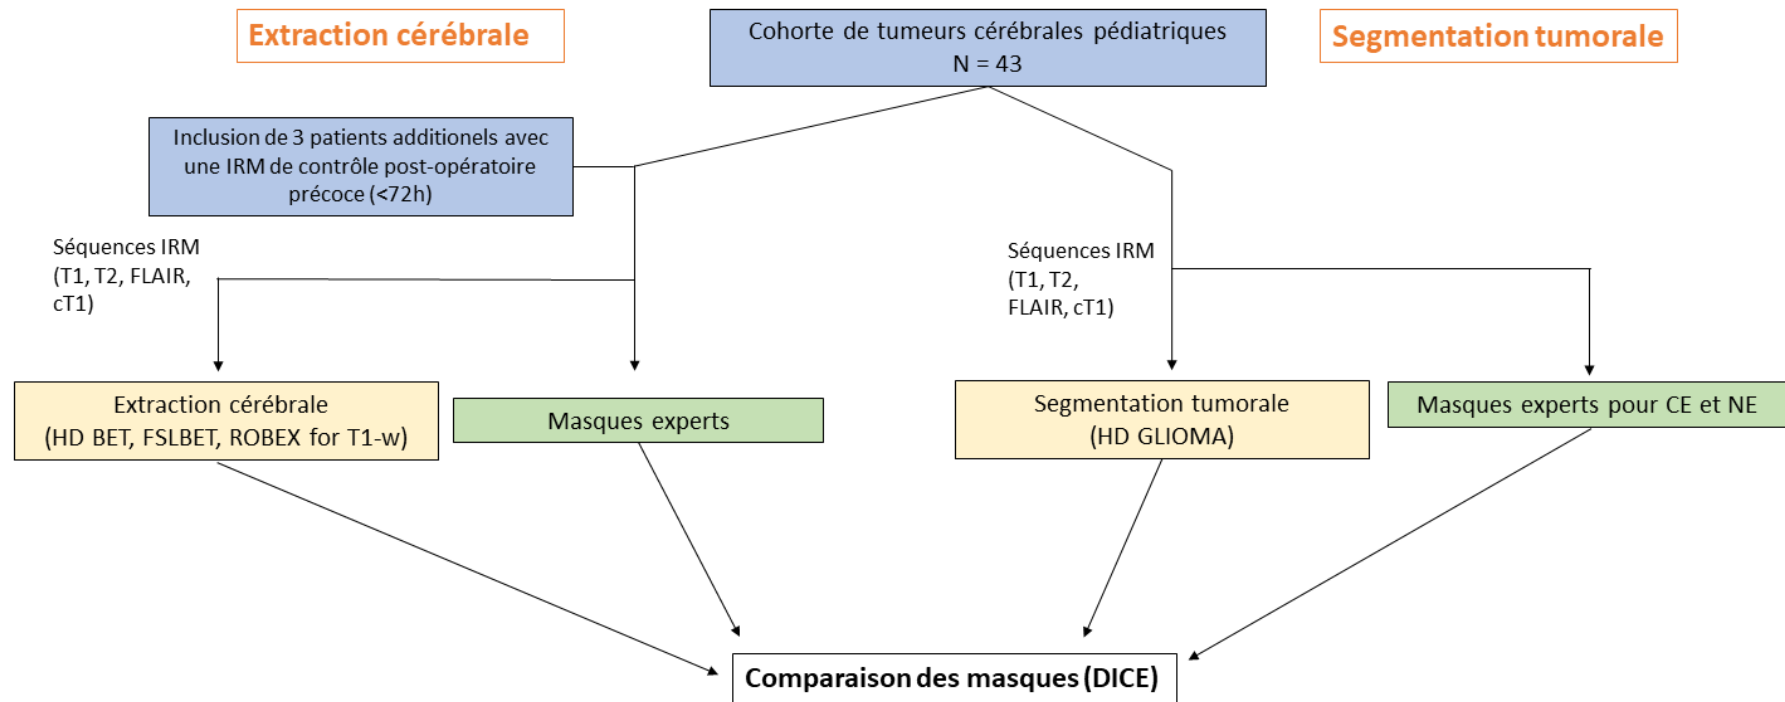 Extraction cérébrale
Cohorte de tumeurs cérébrales pédiatriques
N = 43
Segmentation tumorale
Inclusion de 3 patients additionels avec
une IRM de contrôle post-opératoire
précoce (<72h)
Séquences IRM
(T1, T2, FLAIR,
cT1)
Séquences IRM
(T1, T2,
FLAIR, cT1)
Extraction cérébrale
(HD BET, FSLBET, ROBEX for T1-w)
Masques experts
Segmentation tumorale
(HD GLIOMA)
Masques experts pour CE et NE
Comparaison des masques (DICE)